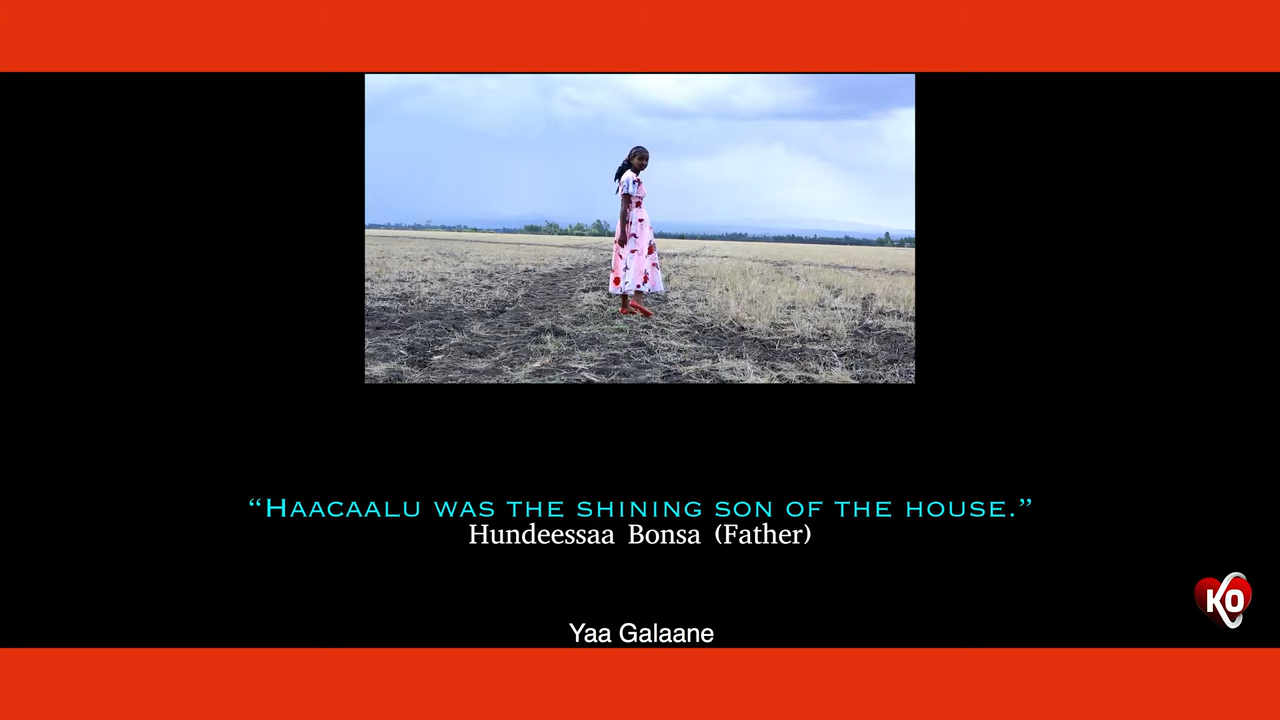 “Haacaalu was the shining son of the house.”
Hundeessaa Bonsa (Father)
KO
Yaa Galaane